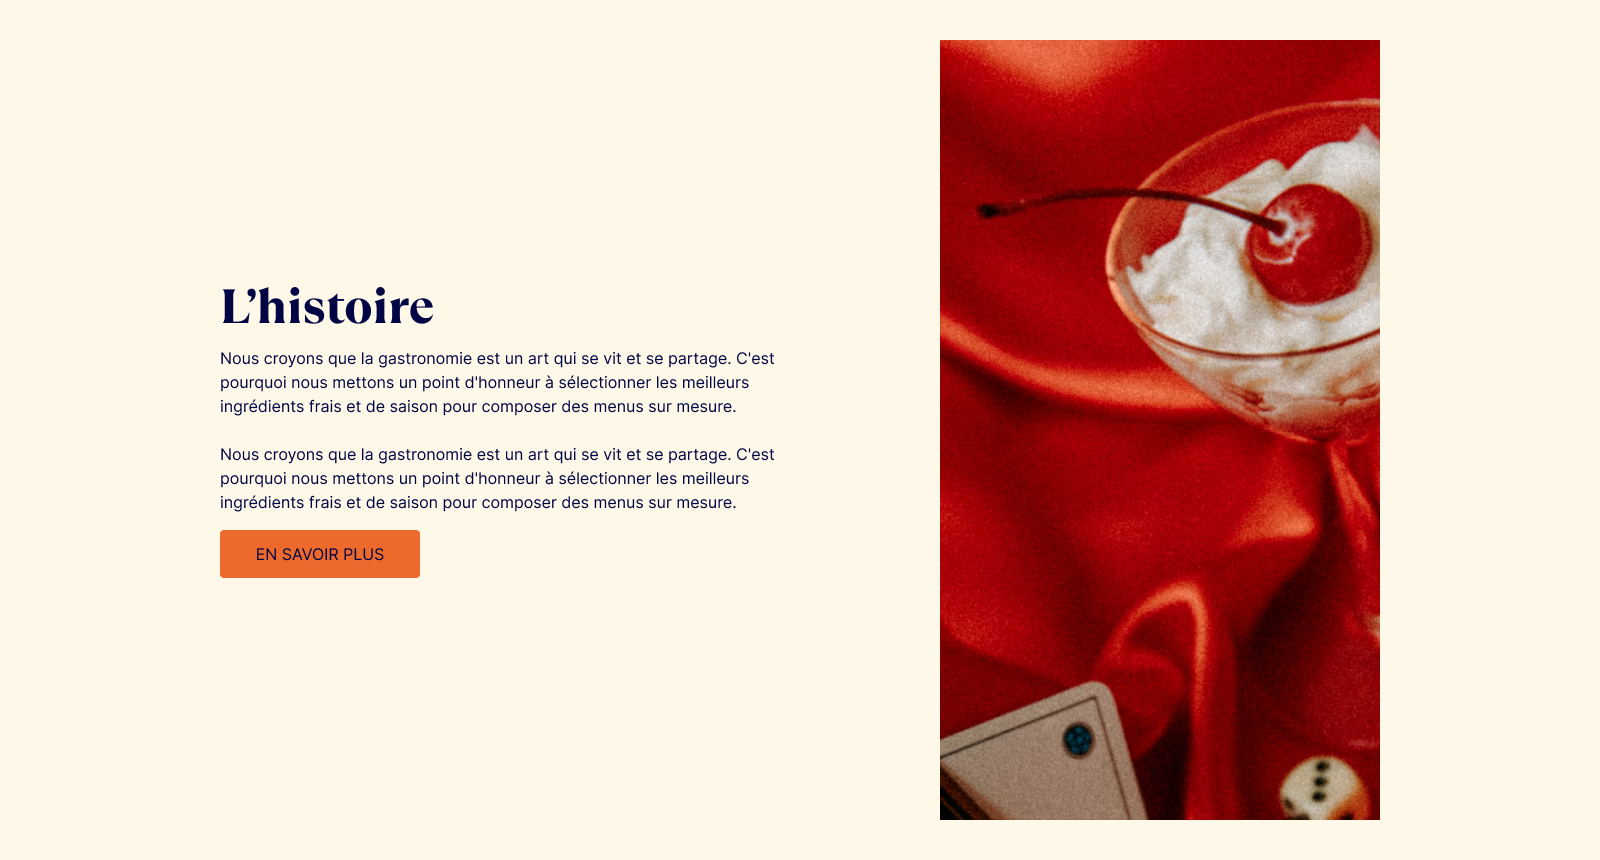 L’histoire
Nous croyons que la gastronomie est un art qui se vit et se partage. C'est
pourquoi nous mettons un point d'honneur à sélectionner les meilleurs
ingrédients frais et de saison pour composer des menus sur mesure.
Nous croyons que la gastronomie est un art qui se vit et se partage. C'est
pourquoi nous mettons un point d'honneur à sélectionner les meilleurs
ingrédients frais et de saison pour composer des menus sur mesure.
EN SAVOIR PLUS